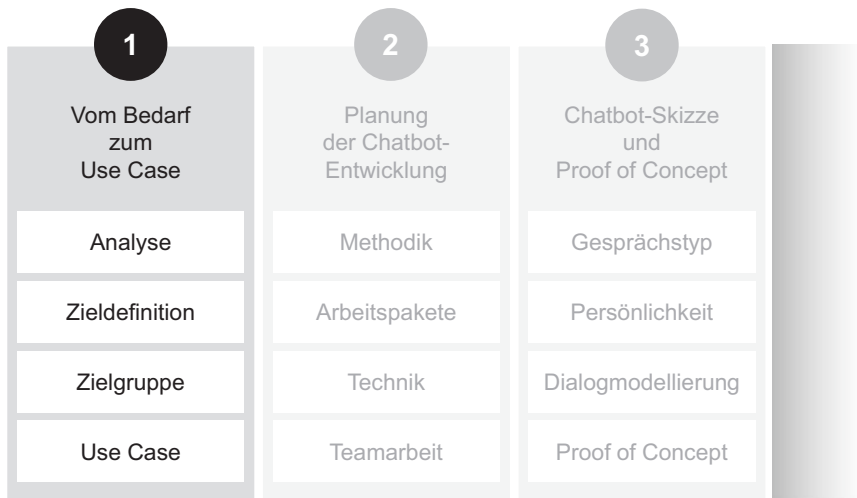 1
Vom Bedarf
zum
Use Case
Analyse
Zieldefinition
Zielgruppe
Use Case
2
Planung
der Chatbot-
Entwicklung
Methodik
Arbeitspakete
Technik
Teamarbeit
3
Chatbot-Skizze
und
Proof of Concept
Gesprächstyp
Persönlichkeit
Dialogmodellierung
Proof of Concept